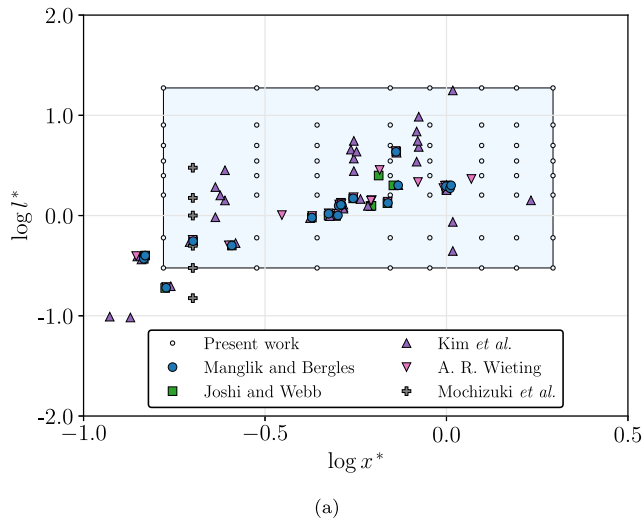 2.0
1.0
0.0
-1.0
-2.0
log l*
Present work
Manglik and Bergles
Joshi and Webb
Kim et al.
A. R. Wieting
Mochizuki et al.
-1.0
-0.5
0.0
0.5
log x*
(a)